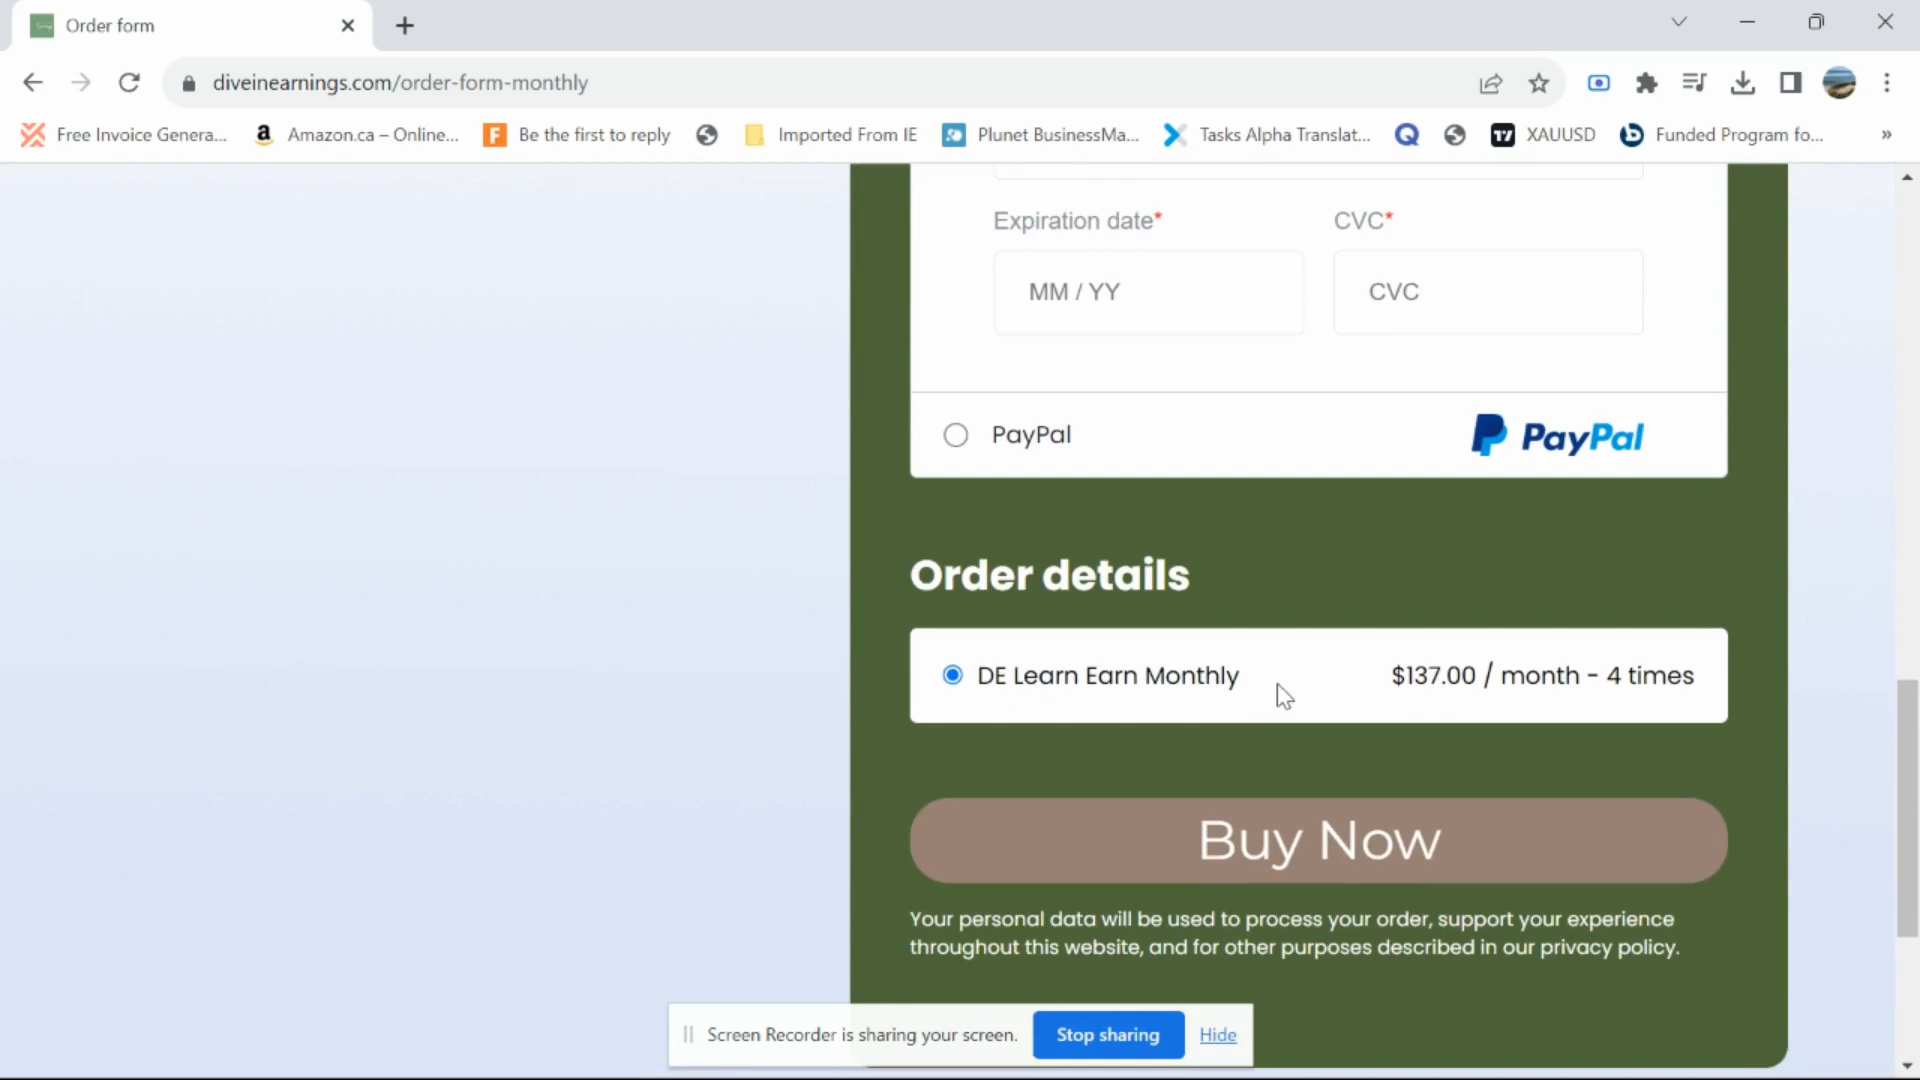 Order form
diveinearnings.com/order-form-monthly
Free Invoice Genera... Amazon.ca – Online... Be the first to reply Imported From IE Plunet BusinessMa... Tasks Alpha Translat... XAUUSD Funded Program fo... »
Expiration date* CVC*
MM / YY CVC
PayPal PayPal
Order details
DE Learn Earn Monthly $137.00 / month - 4 times
Buy Now
Your personal data will be used to process your order, support your experience
throughout this website, and for other purposes described in our privacy policy.
Screen Recorder is sharing your screen. Stop sharing Hide